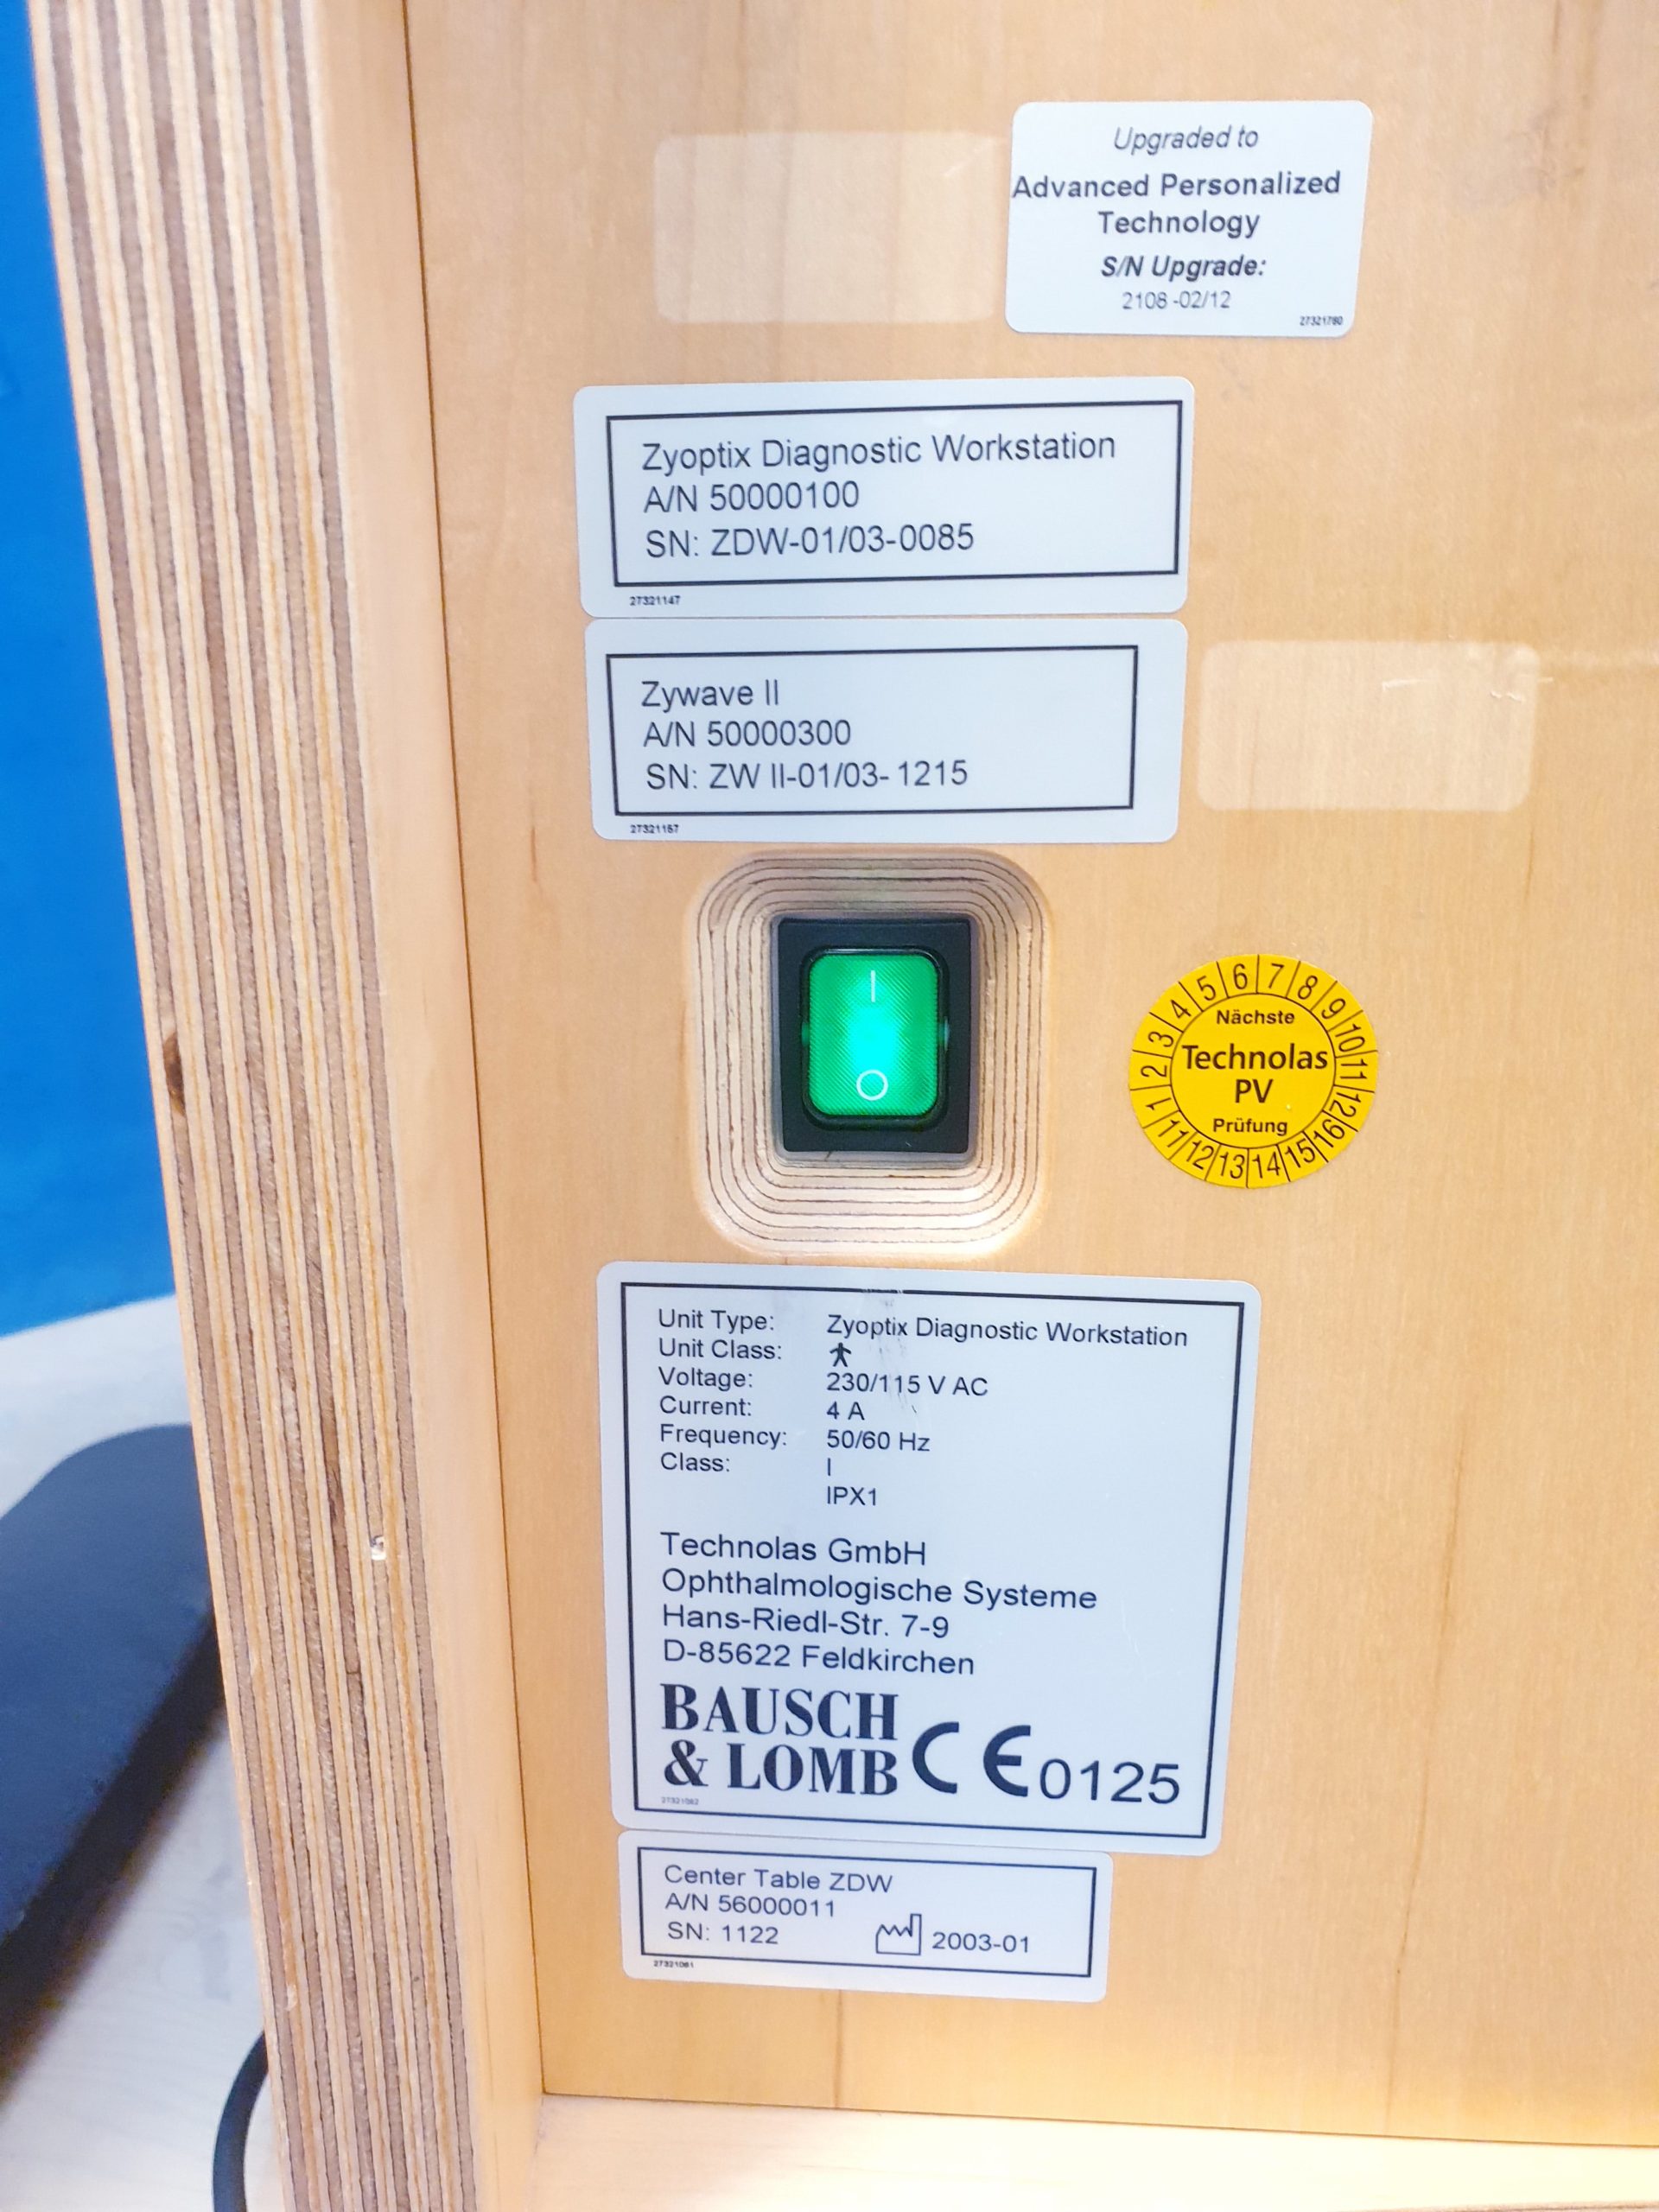 Upgraded to
Advanced Personalized
Technology
S/N Upgrade:
2108 -02/12
27321780
Zyoptix Diagnostic Workstation
A/N 50000100
SN: ZDW-01/03-0085
27321147
Zywave II
A/N 50000300
SN: ZW II-01/03- 1215
27321157
I
O
1 2 3 4 5 6 7 8 9 10 11 12
Nächste
Technolas
PV
Prüfung
11 12 13 14 15 16
Unit Type: Zyoptix Diagnostic Workstation
Unit Class:
Voltage: 230/115 V AC
Current: 4 A
Frequency: 50/60 Hz
Class: I
IPX1
Technolas GmbH
Ophthalmologische Systeme
Hans-Riedl-Str. 7-9
D-85622 Feldkirchen
BAUSCH
& LOMB CE 0125
Center Table ZDW
A/N 56000011
SN: 1122 2003-01
27321061